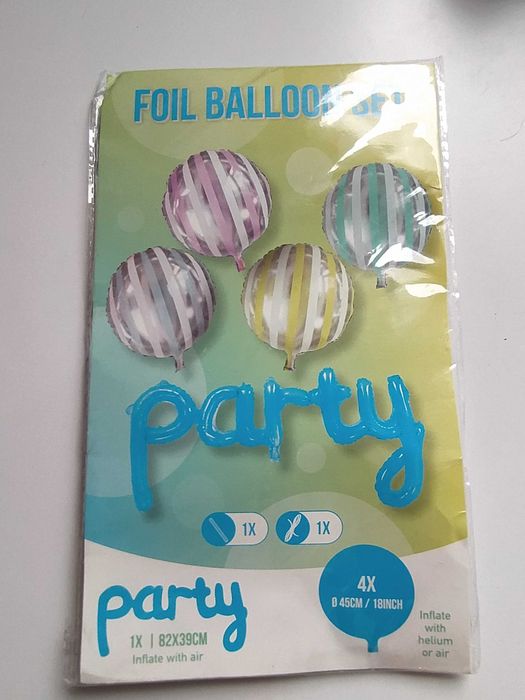 FOIL BALLOON SET
party
1X
1X
party
1X | 82X39CM
Inflate with air
4X
Ø 45CM / 18INCH
Inflate
with
helium
or air